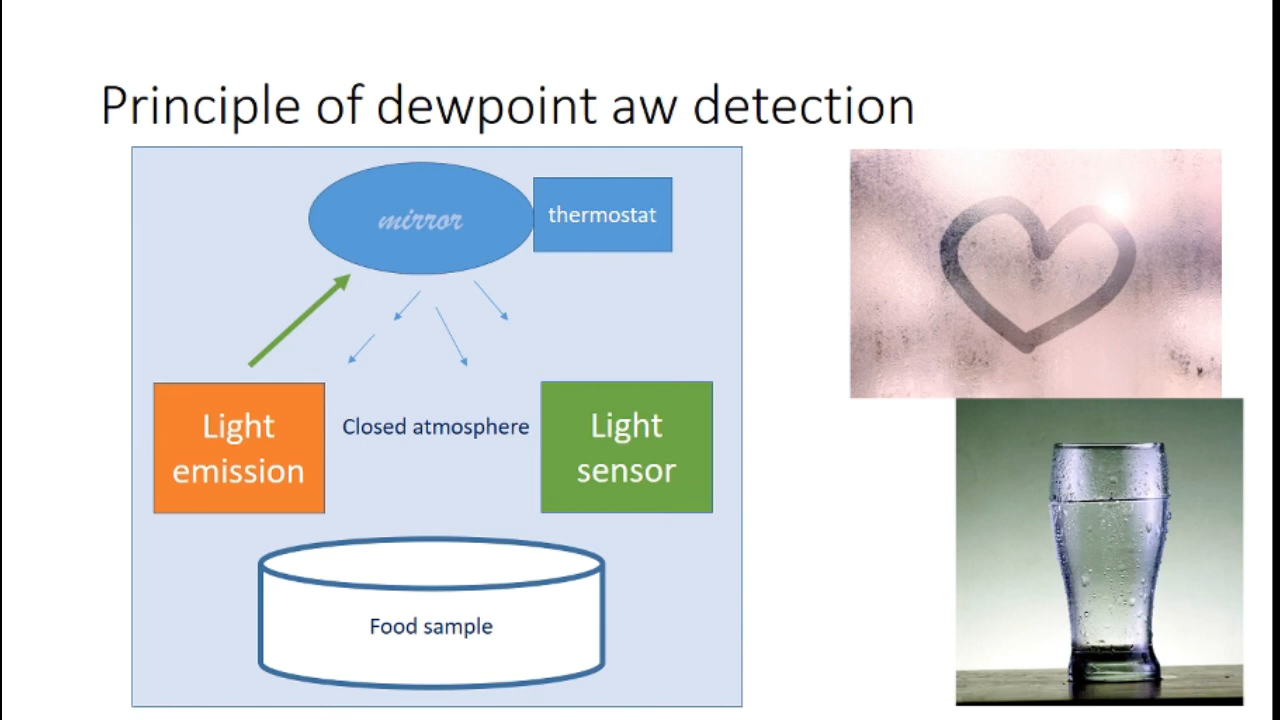 Principle of dewpoint aw detection
mirror
thermostat
Light
emission
Closed atmosphere
Light
sensor
Food sample